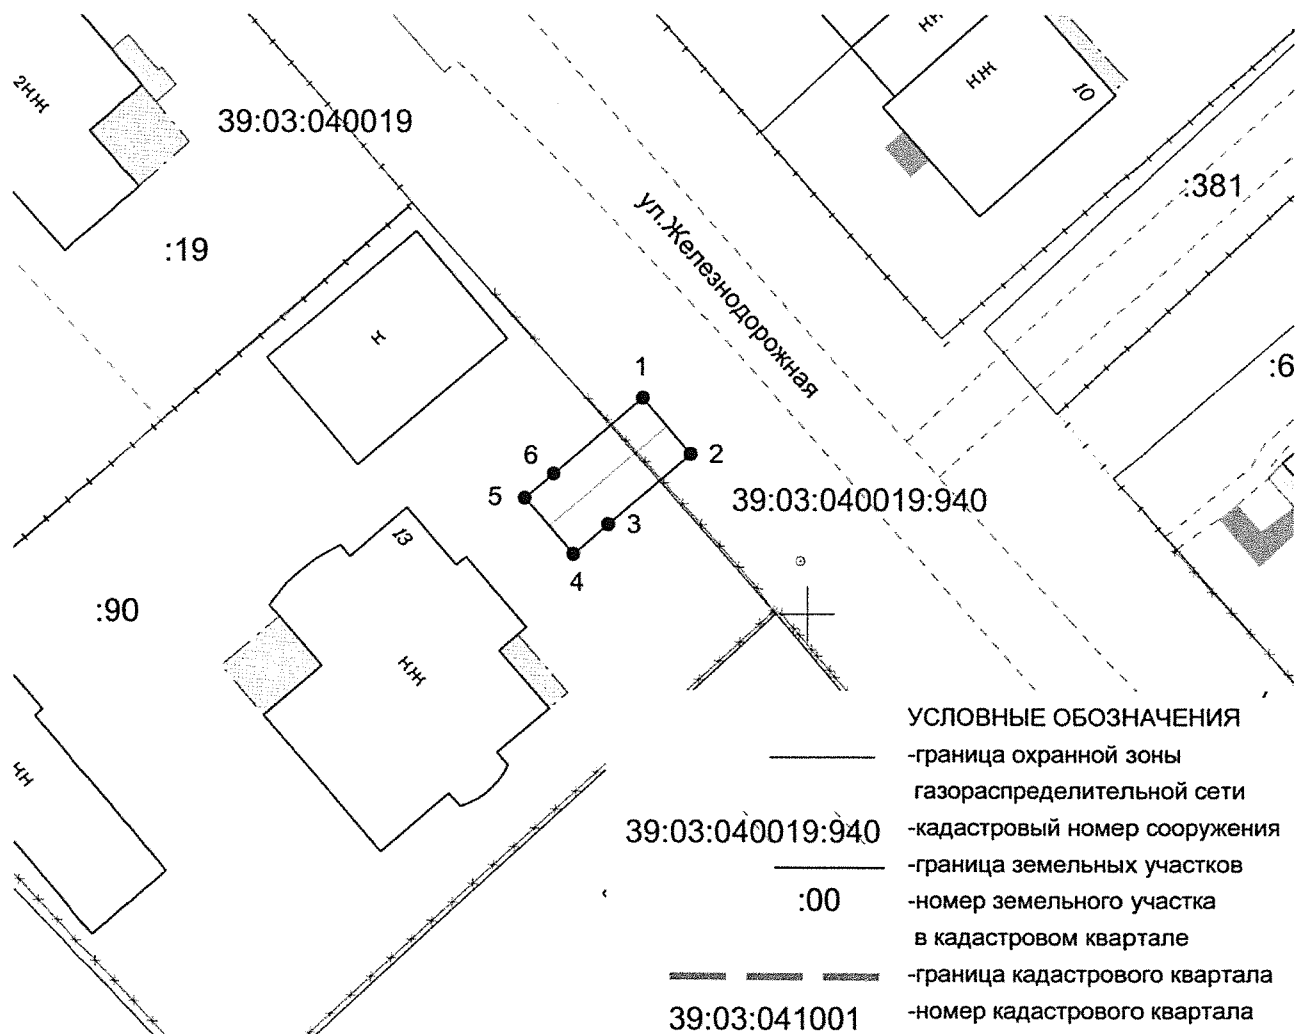 2НЖ
39:03:040019
:19
Н
ул.Железнодорожная
НЖ
10
:381
:6
1
2
3
4
5
6
39:03:040019:940
13
:90
НЖ
УСЛОВНЫЕ ОБОЗНАЧЕНИЯ
-граница охранной зоны
газораспределительной сети
39:03:040019:940 -кадастровый номер сооружения
-граница земельных участков
:00 -номер земельного участка
в кадастровом квартале
-граница кадастрового квартала
39:03:041001 -номер кадастрового квартала